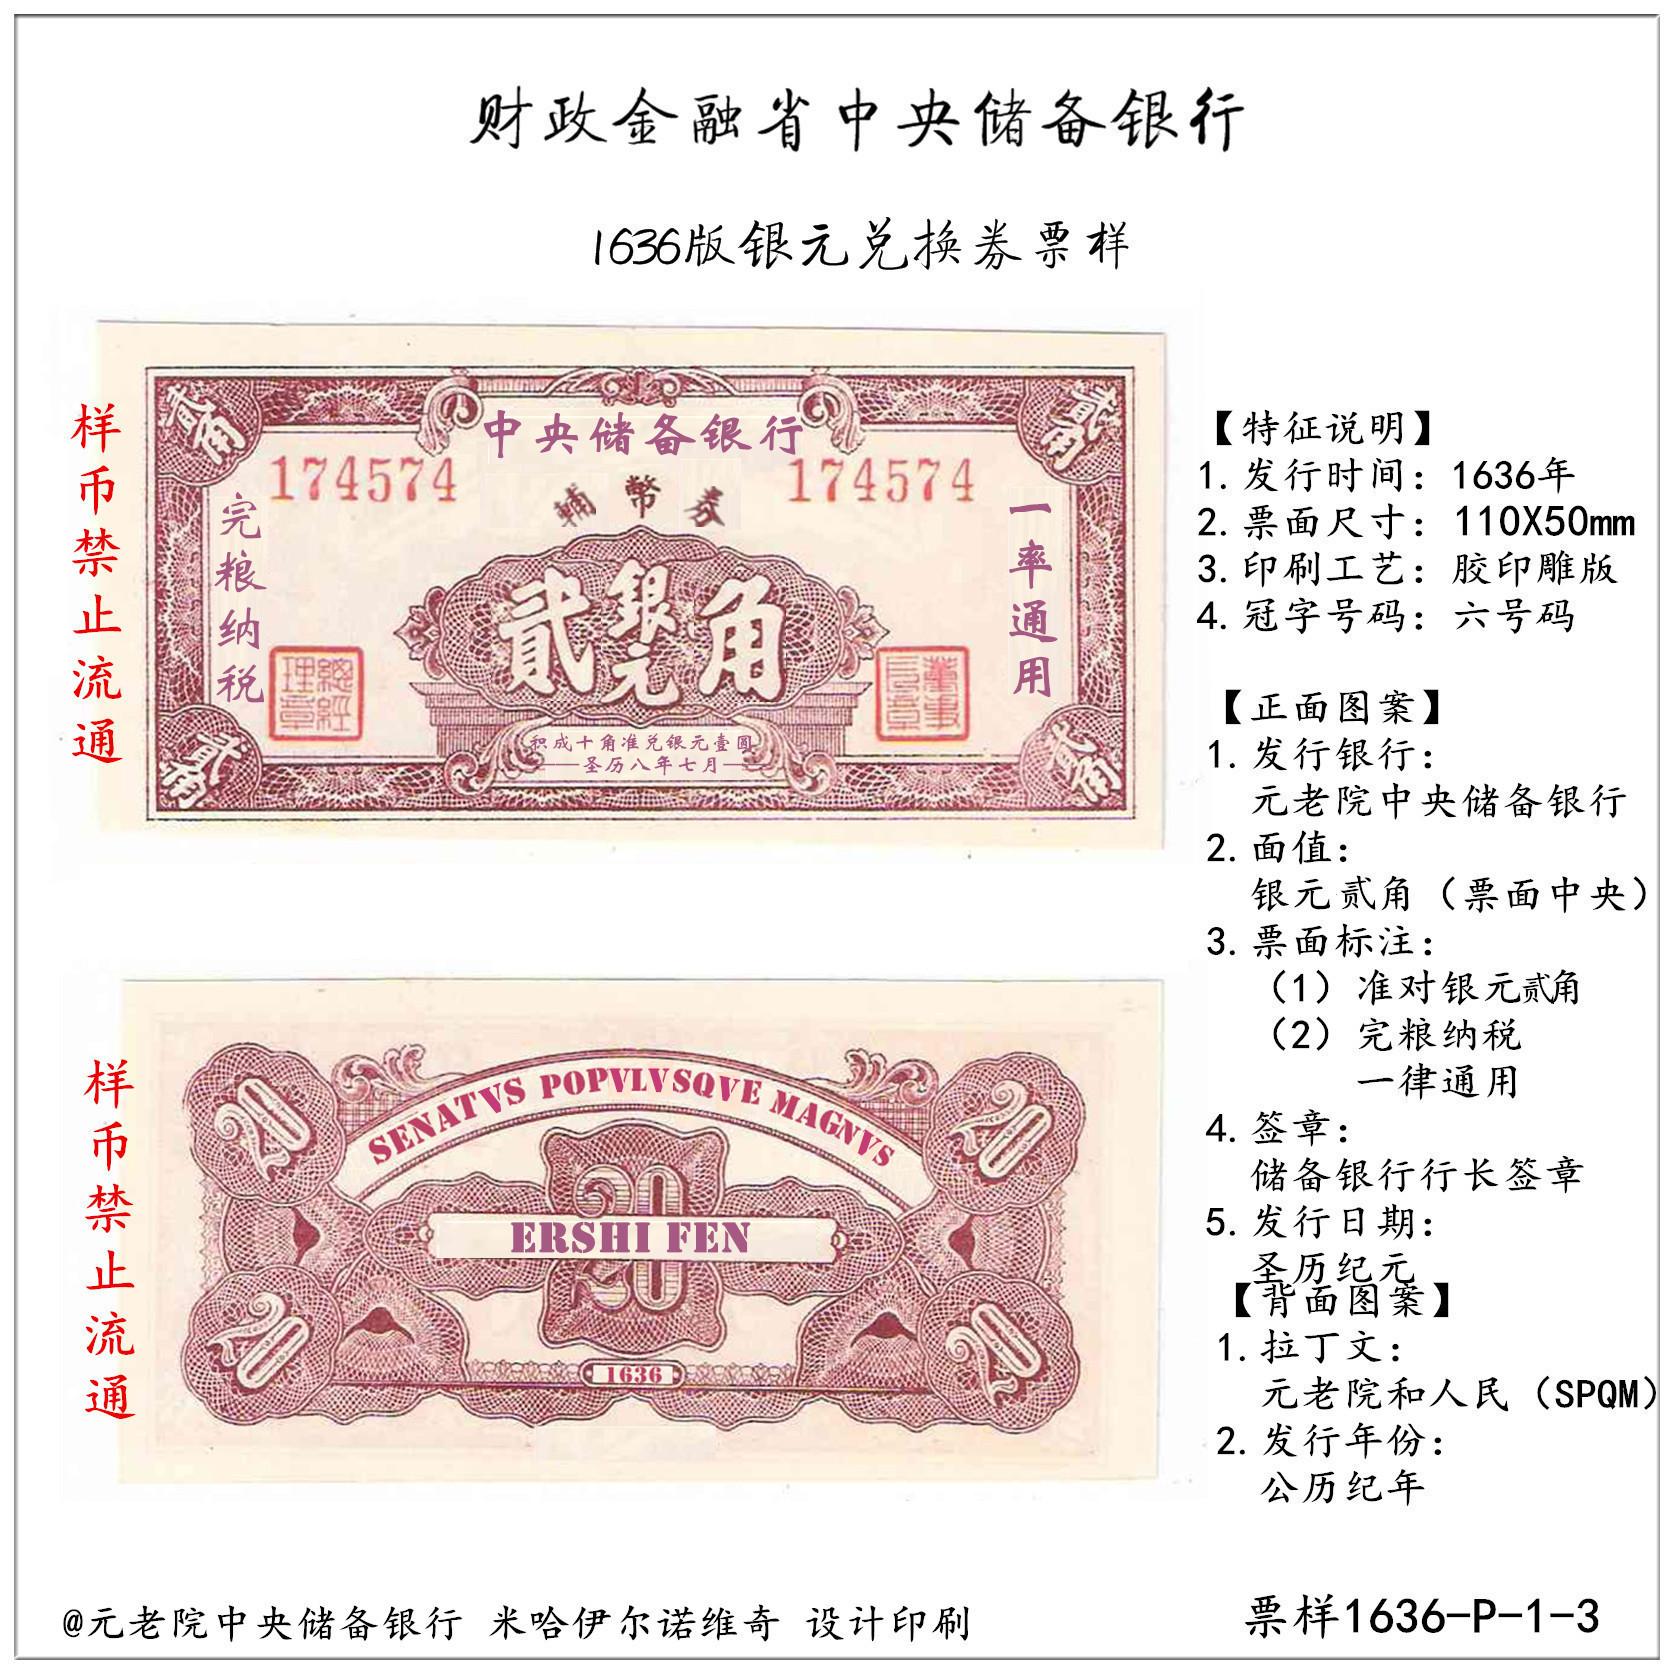 财政金融省中央储备银行
1636版银元兑换券票样
样币禁止流通
贰角
贰角
中央储备银行
174574
174574
輔幣券
完粮纳税
一率通用
貳銀元角
總經理章
董事長章
积成十角准兑银元壹圆
圣历八年七月
贰角
贰角
【特征说明】
1. 发行时间：1636年
2. 票面尺寸：110X50mm
3. 印刷工艺：胶印雕版
4. 冠字号码：六号码
【正面图案】
1. 发行银行：
元老院中央储备银行
2. 面值：
银元贰角（票面中央）
3. 票面标注：
（1）准对银元贰角
（2）完粮纳税
一律通用
4. 签章：
储备银行行长签章
5. 发行日期：
圣历纪元
【背面图案】
1. 拉丁文：
元老院和人民（SPQM）
2. 发行年份：
公历纪年
样币禁止流通
20
20
SENATVS POPVLVSQVE MAGNVS
20
ERSHI FEN
20
20
20
1636
@元老院中央储备银行 米哈伊尔诺维奇 设计印刷
票样1636-P-1-3